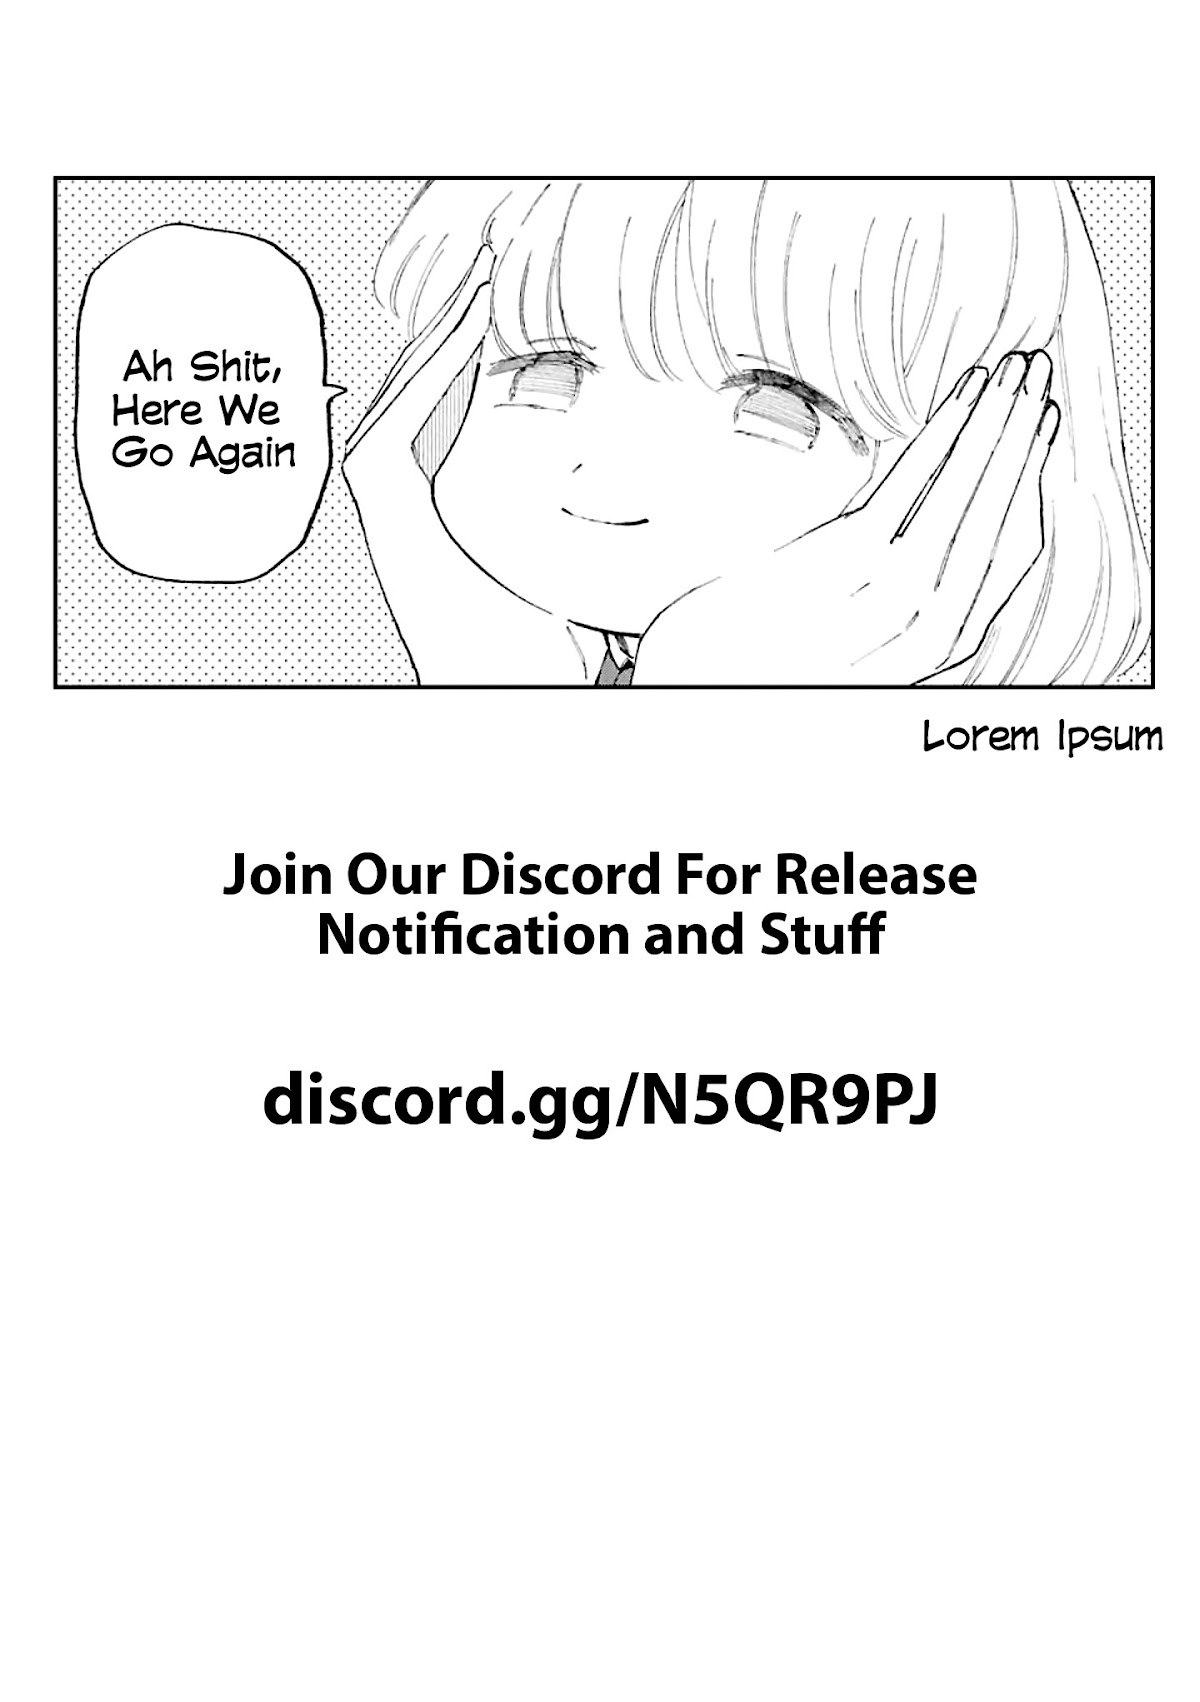 Ah Shit,
Here We
Go Again
Lorem Ipsum
Join Our Discord For Release
Notification and Stuff
discord.gg/N5QR9PJ